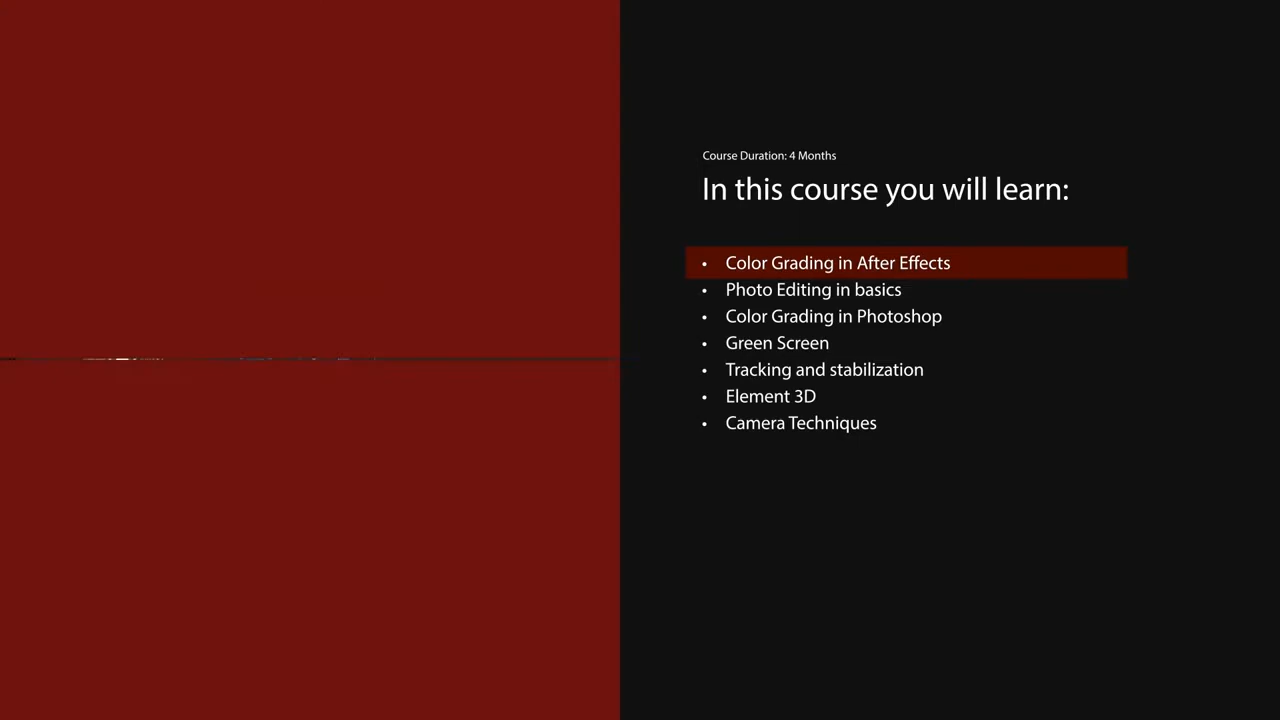 Course Duration: 4 Months
In this course you will learn:
• Color Grading in After Effects
• Photo Editing in basics
• Color Grading in Photoshop
• Green Screen
• Tracking and stabilization
• Element 3D
• Camera Techniques